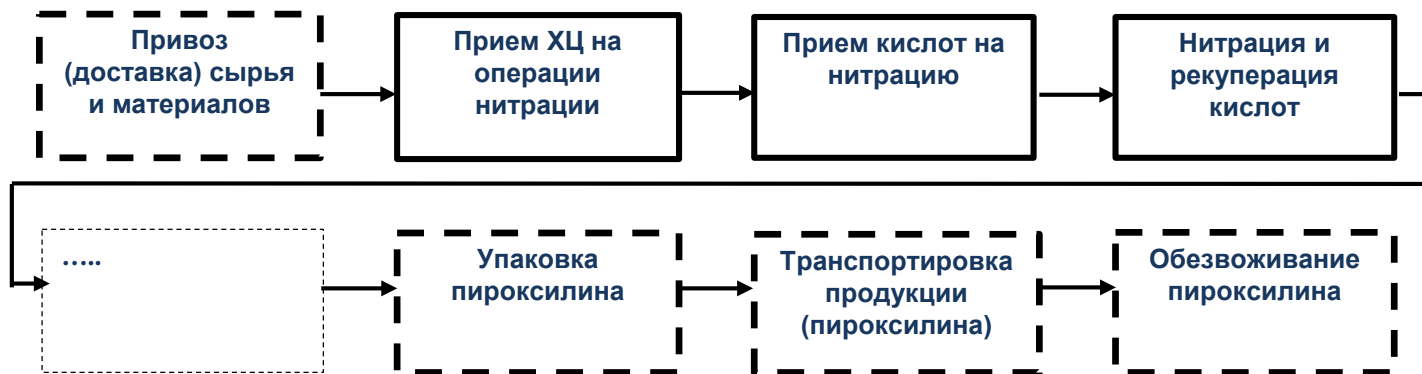 Привоз
(доставка) сырья
и материалов
Прием ХЦ на
операции
нитрации
Прием кислот на
нитрацию
Нитрация и
рекуперация
кислот
.....
Упаковка
пироксилина
Транспортировка
продукции
(пироксилина)
Обезвоживание
пироксилина